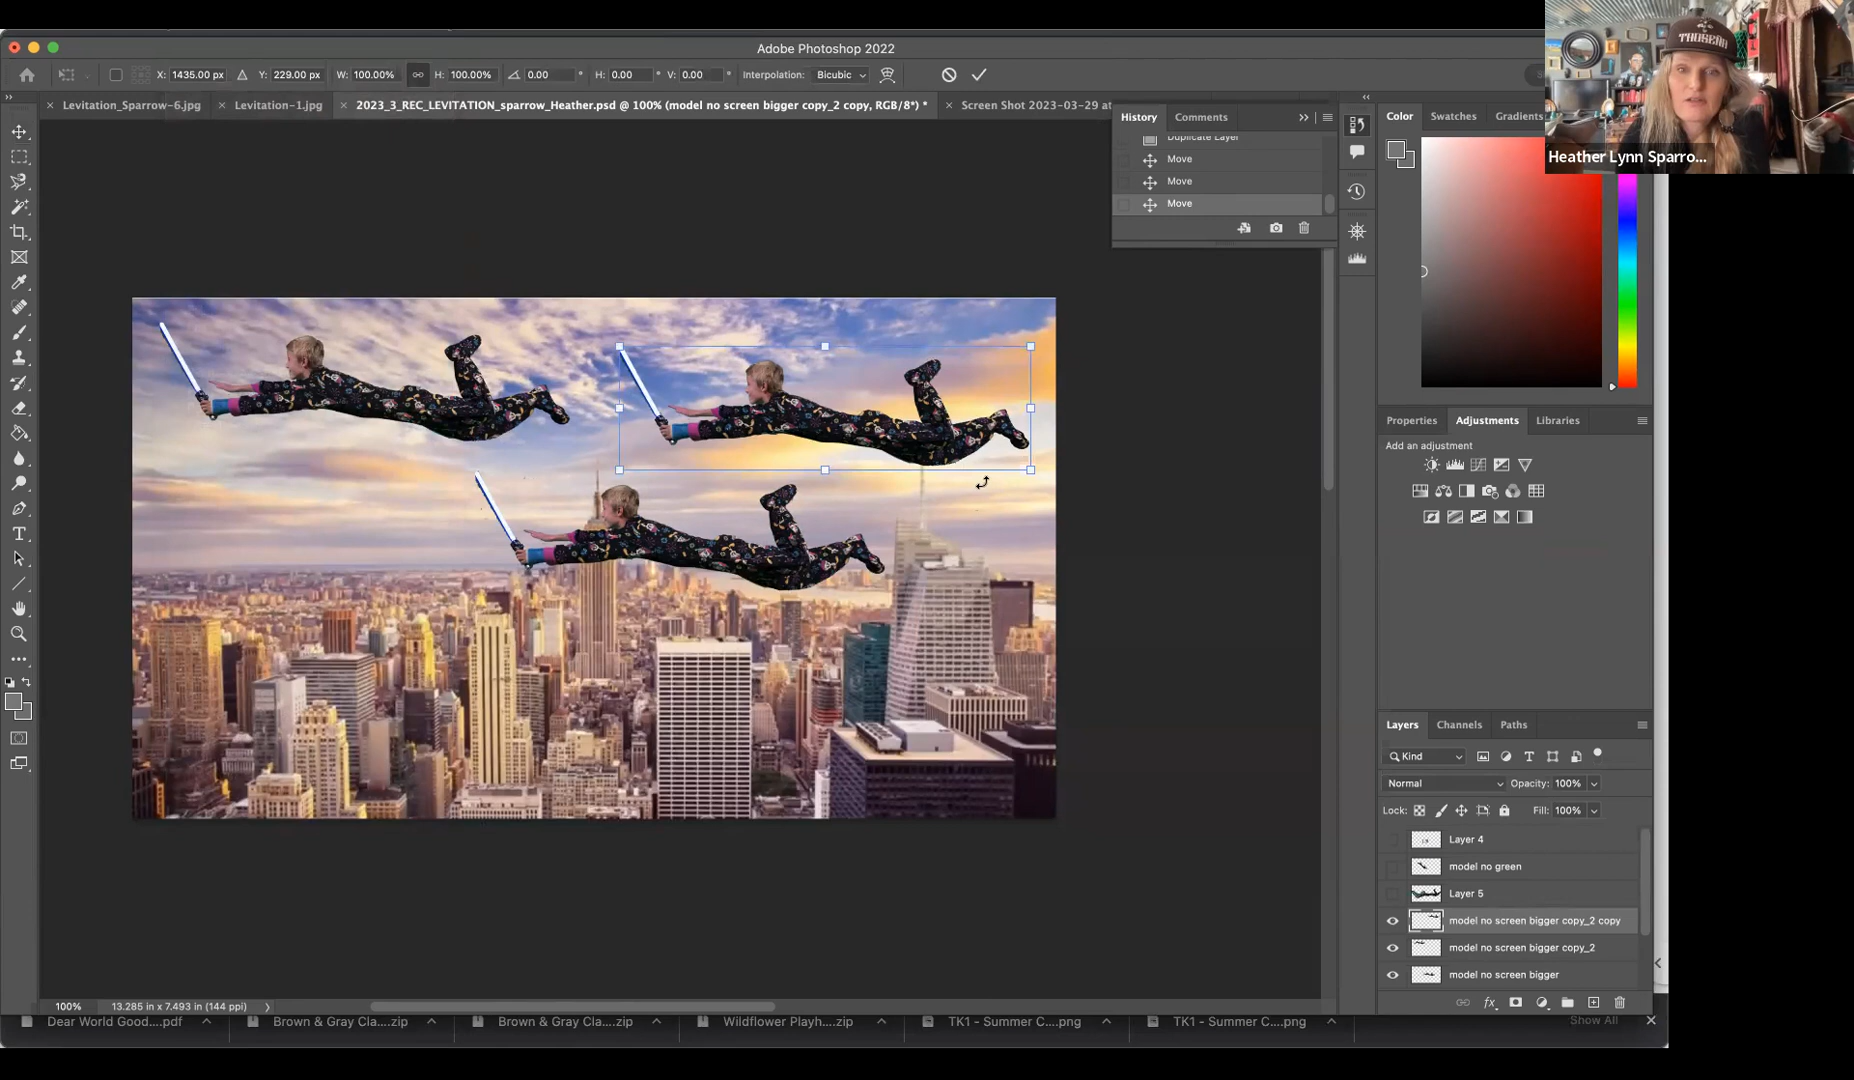 Adobe Photoshop 2022
X: 1435.00 px Y: 229.00 px W: 100.00% H: 100.00% 0.00 ° H: 0.00 ° V: 0.00 ° Interpolation: Bicubic
Levitation_Sparrow-6.jpg Levitation-1.jpg 2023_3_REC_LEVITATION_sparrow_Heather.psd @ 100% (model no screen bigger copy_2 copy, RGB/8*) * Screen Shot 2023-03-29 at
History Comments
Duplicate Layer
Move
Move
Move
Color Swatches Gradients
THOUSAND
Heather Lynn Sparro...
Properties Adjustments Libraries
Add an adjustment
Layers Channels Paths
Kind
Normal Opacity: 100%
Lock: Fill: 100%
Layer 4
model no green
Layer 5
model no screen bigger copy_2 copy
model no screen bigger copy_2
model no screen bigger
fx
100% 13.285 in x 7.493 in (144 ppi)
Dear World Good....pdf Brown & Gray Cla....zip Brown & Gray Cla....zip Wildflower Playh....zip TK1 - Summer C....png TK1 - Summer C....png Show All